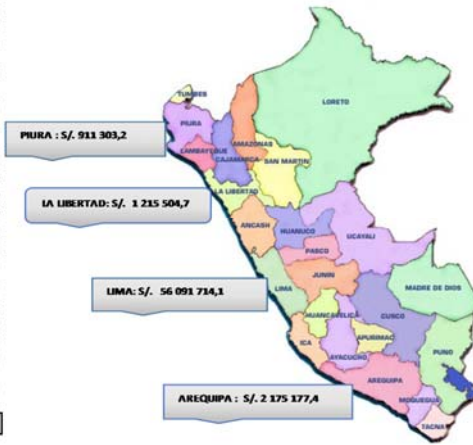 TUMBES
LORETO
PIURA
PIURA : S/. 911 303,2
LAMBAYEQUE
CAJAMARCA
AMAZONAS
SAN MARTIN
LA LIBERTAD
LA LIBERTAD: S/. 1 215 504,7
ANCASH
HUANUCO
UCAYALI
PASCO
LIMA: S/. 56 091 714,1
LIMA
JUNIN
MADRE DE DIOS
HUANCAVELICA
CUSCO
ICA
AYACUCHO
APURIMAC
PUNO
AREQUIPA : S/. 2 175 177,4
AREQUIPA
MOQUEGUA
TACNA